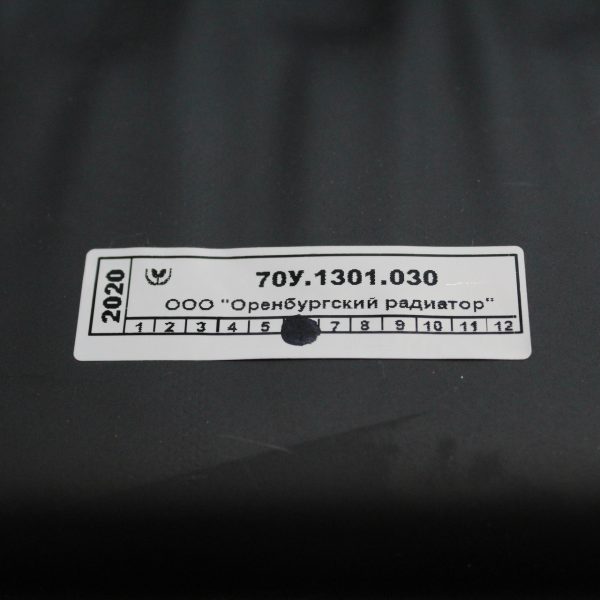 2020
70У.1301.030
ООО "Оренбургский радиатор"
1 2 3 4 5 7 8 9 10 11 12